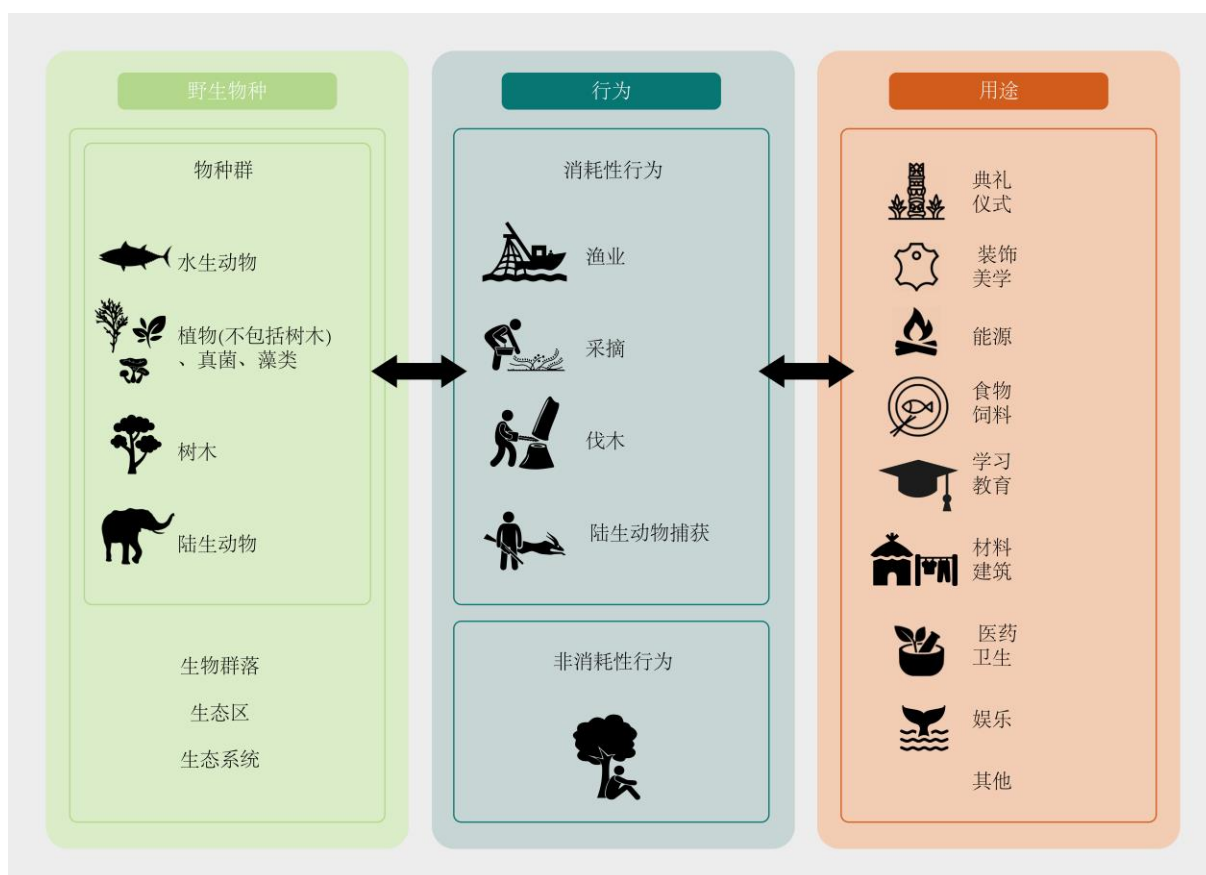 野生物种
物种群
水生动物
植物(不包括树木)
、真菌、藻类
树木
陆生动物
生物群落
生态区
生态系统
行为
消耗性行为
渔业
采摘
伐木
陆生动物捕获
非消耗性行为
用途
典礼
仪式
装饰
美学
能源
食物
饲料
学习
教育
材料
建筑
医药
卫生
娱乐
其他